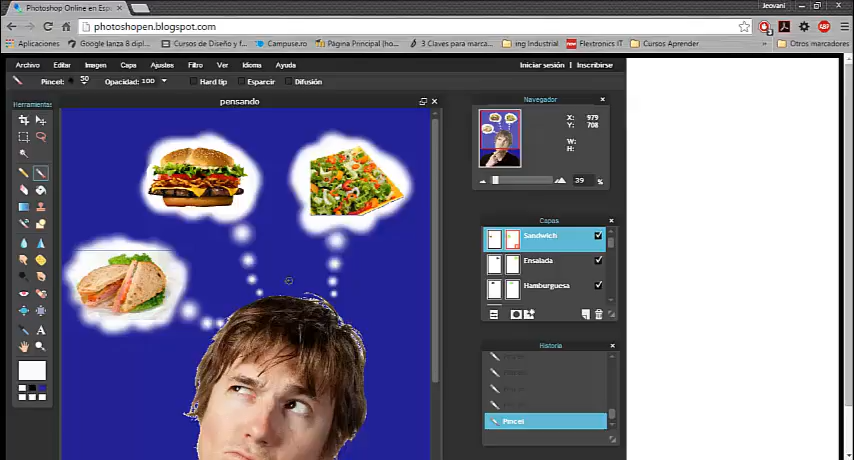 Photoshop Online en Esp
Jeovani
photoshopen.blogspot.com
Aplicaciones
Google lanza 8 dipl...
Cursos de Diseño y f...
Campuse.ru
Página Principal (ho...
3 Claves para marca...
ing Industrial
new Flextronics IT
Cursos Aprender
»
Otros marcadores
Archivo Editar Imagen Capa Ajustes Filtro Ver Idioma Ayuda
Iniciar sesión | Inscribirse
Pincel: 50 Opacidad: 100 Hard tip Esparcir Difusión
Herramientas
pensando
Navegador
X: 979
Y: 708
W:
H:
39 %
Capas
Sandwich
Ensalada
Hamburguesa
Historia
Pincel